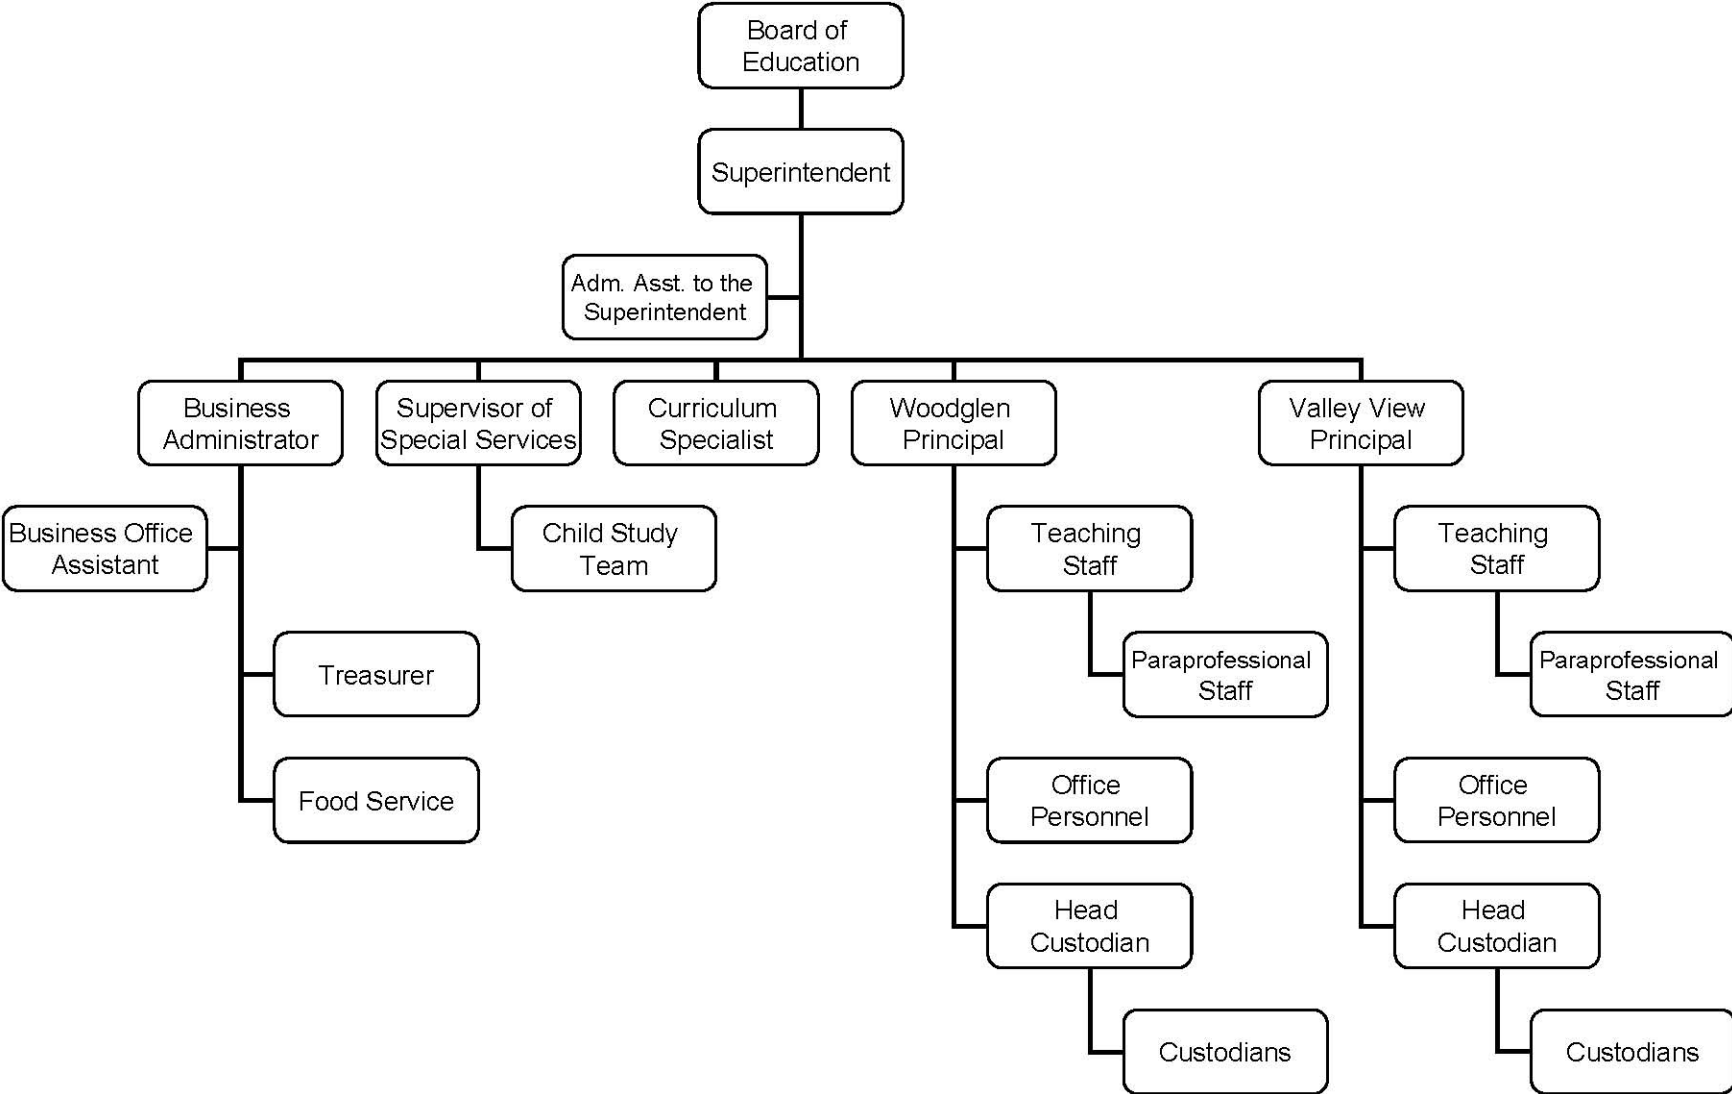 Board of
Education
Superintendent
Adm. Asst. to the
Superintendent
Business
Administrator
Supervisor of
Special Services
Curriculum
Specialist
Woodglen
Principal
Valley View
Principal
Business Office
Assistant
Child Study
Team
Teaching
Staff
Teaching
Staff
Treasurer
Paraprofessional
Staff
Paraprofessional
Staff
Food Service
Office
Personnel
Office
Personnel
Head
Custodian
Head
Custodian
Custodians
Custodians